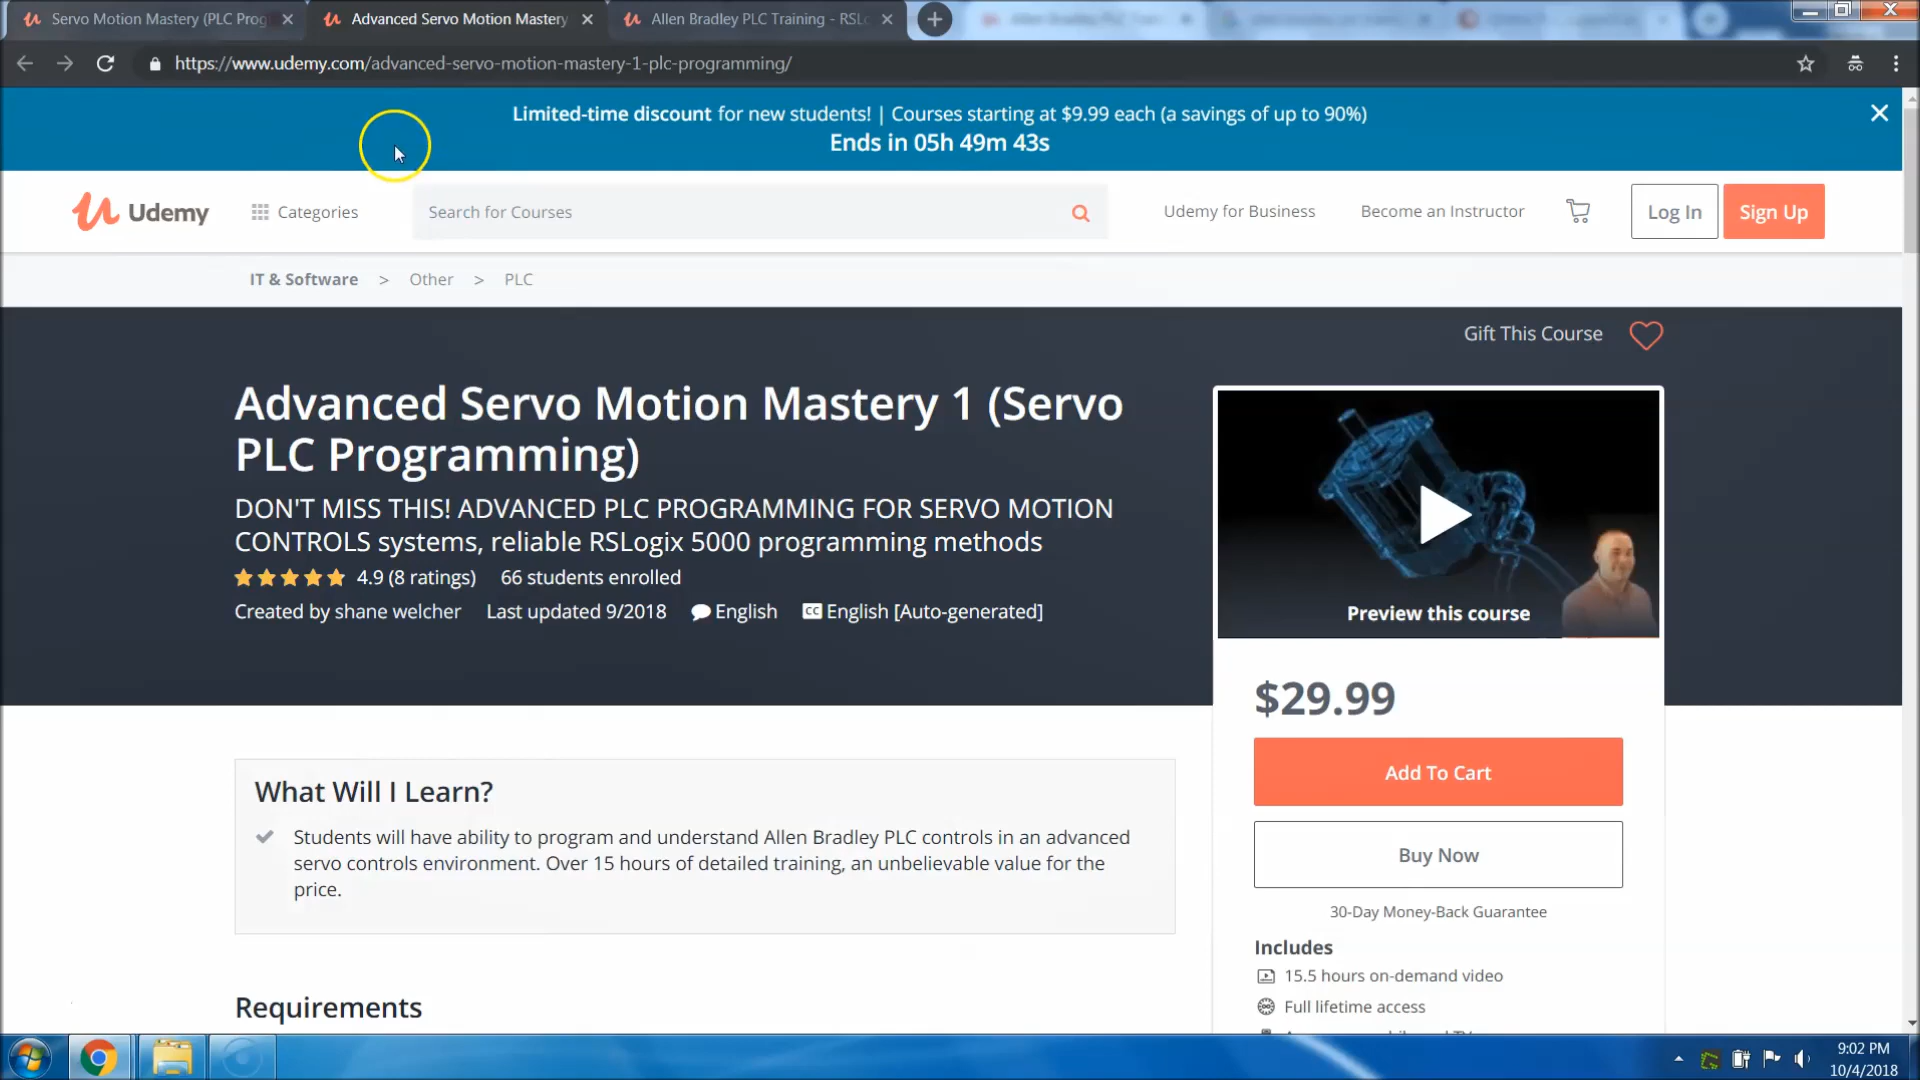 Servo Motion Mastery (PLC Prog
Advanced Servo Motion Mastery
Allen Bradley PLC Training - RSLo
https://www.udemy.com/advanced-servo-motion-mastery-1-plc-programming/
Limited-time discount for new students! | Courses starting at $9.99 each (a savings of up to 90%)
Ends in 05h 49m 43s
Udemy
Categories
Search for Courses
Udemy for Business
Become an Instructor
Log In
Sign Up
IT & Software > Other > PLC
Gift This Course
Advanced Servo Motion Mastery 1 (Servo
PLC Programming)
DON'T MISS THIS! ADVANCED PLC PROGRAMMING FOR SERVO MOTION
CONTROLS systems, reliable RSLogix 5000 programming methods
4.9 (8 ratings) 66 students enrolled
Created by shane welcher Last updated 9/2018 English CC English [Auto-generated]
Preview this course
$29.99
Add To Cart
Buy Now
30-Day Money-Back Guarantee
Includes
15.5 hours on-demand video
Full lifetime access
What Will I Learn?
Students will have ability to program and understand Allen Bradley PLC controls in an advanced
servo controls environment. Over 15 hours of detailed training, an unbelievable value for the
price.
Requirements
9:02 PM
10/4/2018